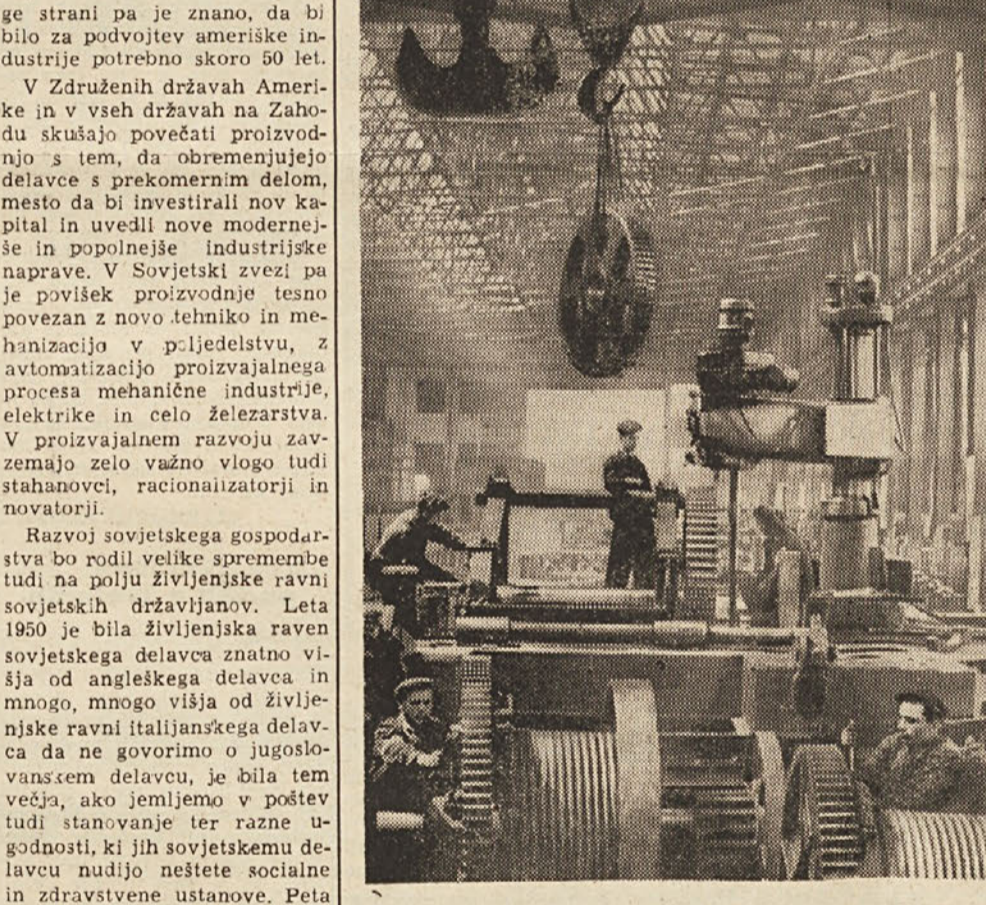 ge strani pa je znano, da bi
bilo za podvojtev ameriške in-
dustrije potrebno skoro 50 let.
V Združenih državah Ameri-
ke in v vseh državah na Zaho-
du skušajo povečati proizvod-
njo s tem, da obremenjujejo
delavce s prekomernim delom,
mesto da bi investirali nov ka-
pital in uvedli nove modernej-
še in popolnejše industrijske
naprave. V Sovjetski zvezi pa
je povišek proizvodnje tesno
povezan z novo tehniko in me-
hanizacijo v poljedelstvu, z
avtomatizacijo proizvajalnega
procesa mehanične industrije,
elektrike in celo železarstva.
V proizvajalnem razvoju zav-
zemajo zelo važno vlogo tudi
stahanovci, racionalizatorji in
novatorji.
Razvoj sovjetskega gospodar-
stva bo rodil velike spremembe
tudi na polju življenjske ravni
sovjetskih državljanov. Leta
1950 je bila življenjska raven
sovjetskega delavca znatno vi-
šja od angleškega delavca in
mnogo, mnogo višja od življe-
njske ravni italijanskega delav-
ca da ne govorimo o jugoslo-
vanskem delavcu, je bila tem
večja, ako jemljemo v poštev
tudi stanovanje ter razne u-
godnosti, ki jih sovjetskemu de-
lavcu nudijo neštete socialne
in zdravstvene ustanove. Peta